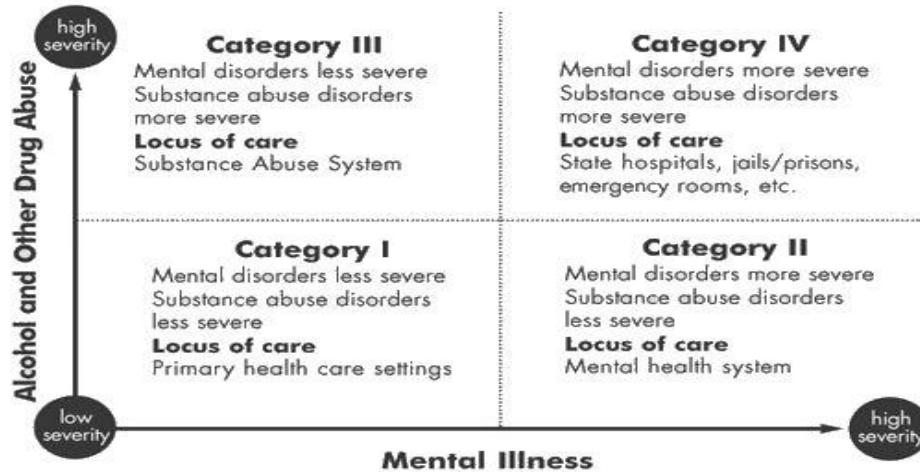 Alcohol and Other Drug Abuse
high
severity
Category III
Mental disorders less severe
Substance abuse disorders
more severe
Locus of care
Substance Abuse System
Category IV
Mental disorders more severe
Substance abuse disorders
more severe
Locus of care
State hospitals, jails/prisons,
emergency rooms, etc.
Category I
Mental disorders less severe
Substance abuse disorders
less severe
Locus of care
Primary health care settings
Category II
Mental disorders more severe
Substance abuse disorders
less severe
Locus of care
Mental health system
low
severity
high
severity
Mental Illness